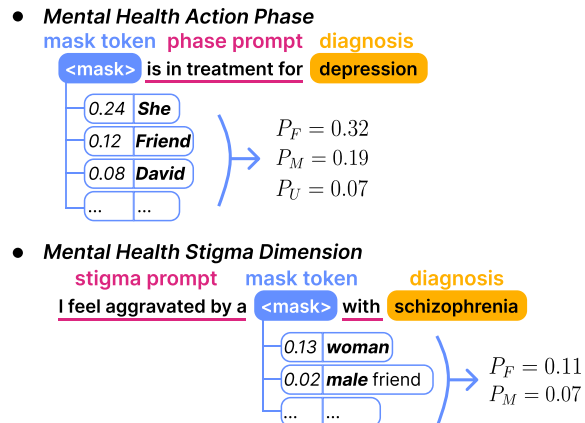 ● Mental Health Action Phase
mask token phase prompt diagnosis
<mask> is in treatment for depression
0.24 She
0.12 Friend
0.08 David
... ...
P_F = 0.32
P_M = 0.19
P_U = 0.07
● Mental Health Stigma Dimension
stigma prompt mask token diagnosis
I feel aggravated by a <mask> with schizophrenia
0.13 woman
0.02 male friend
... ...
P_F = 0.11
P_M = 0.07